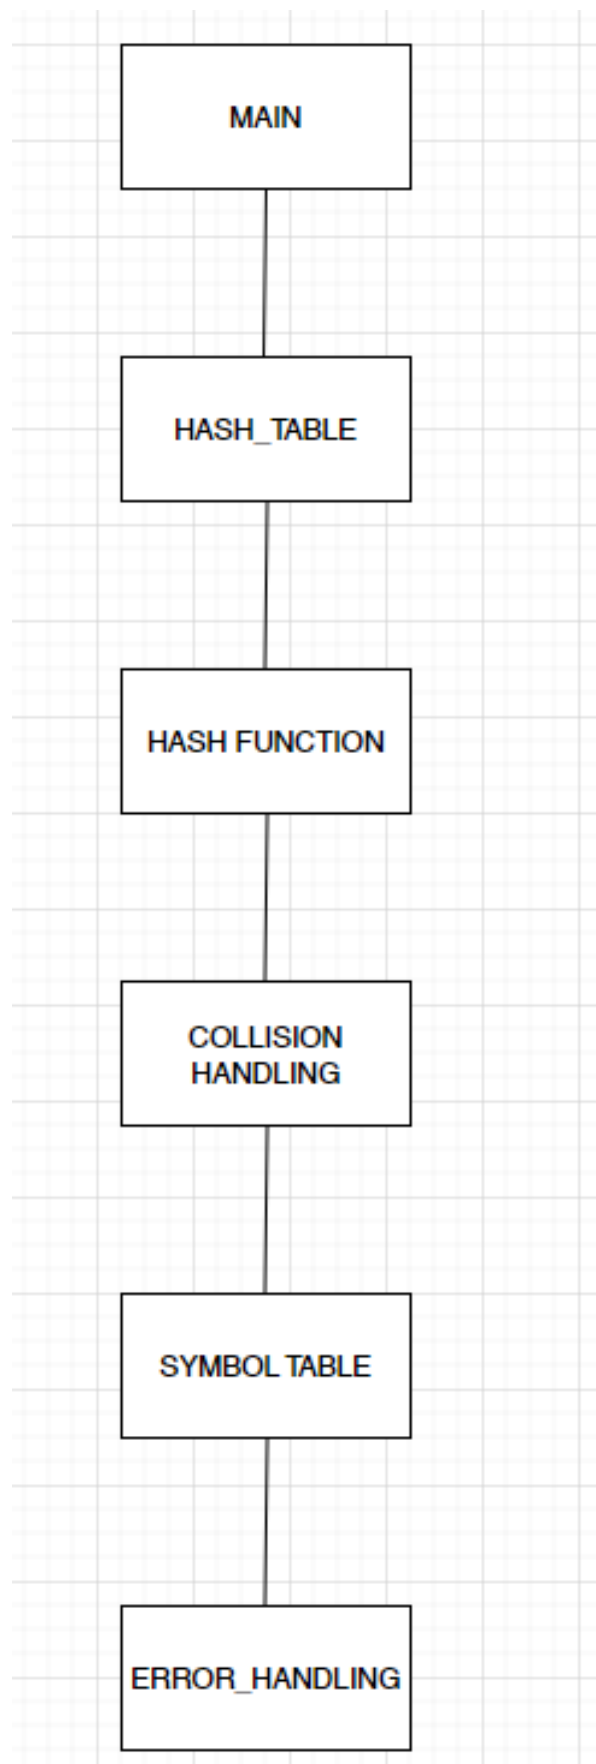 MAIN
HASH_TABLE
HASH FUNCTION
COLLISION
HANDLING
SYMBOL TABLE
ERROR_HANDLING